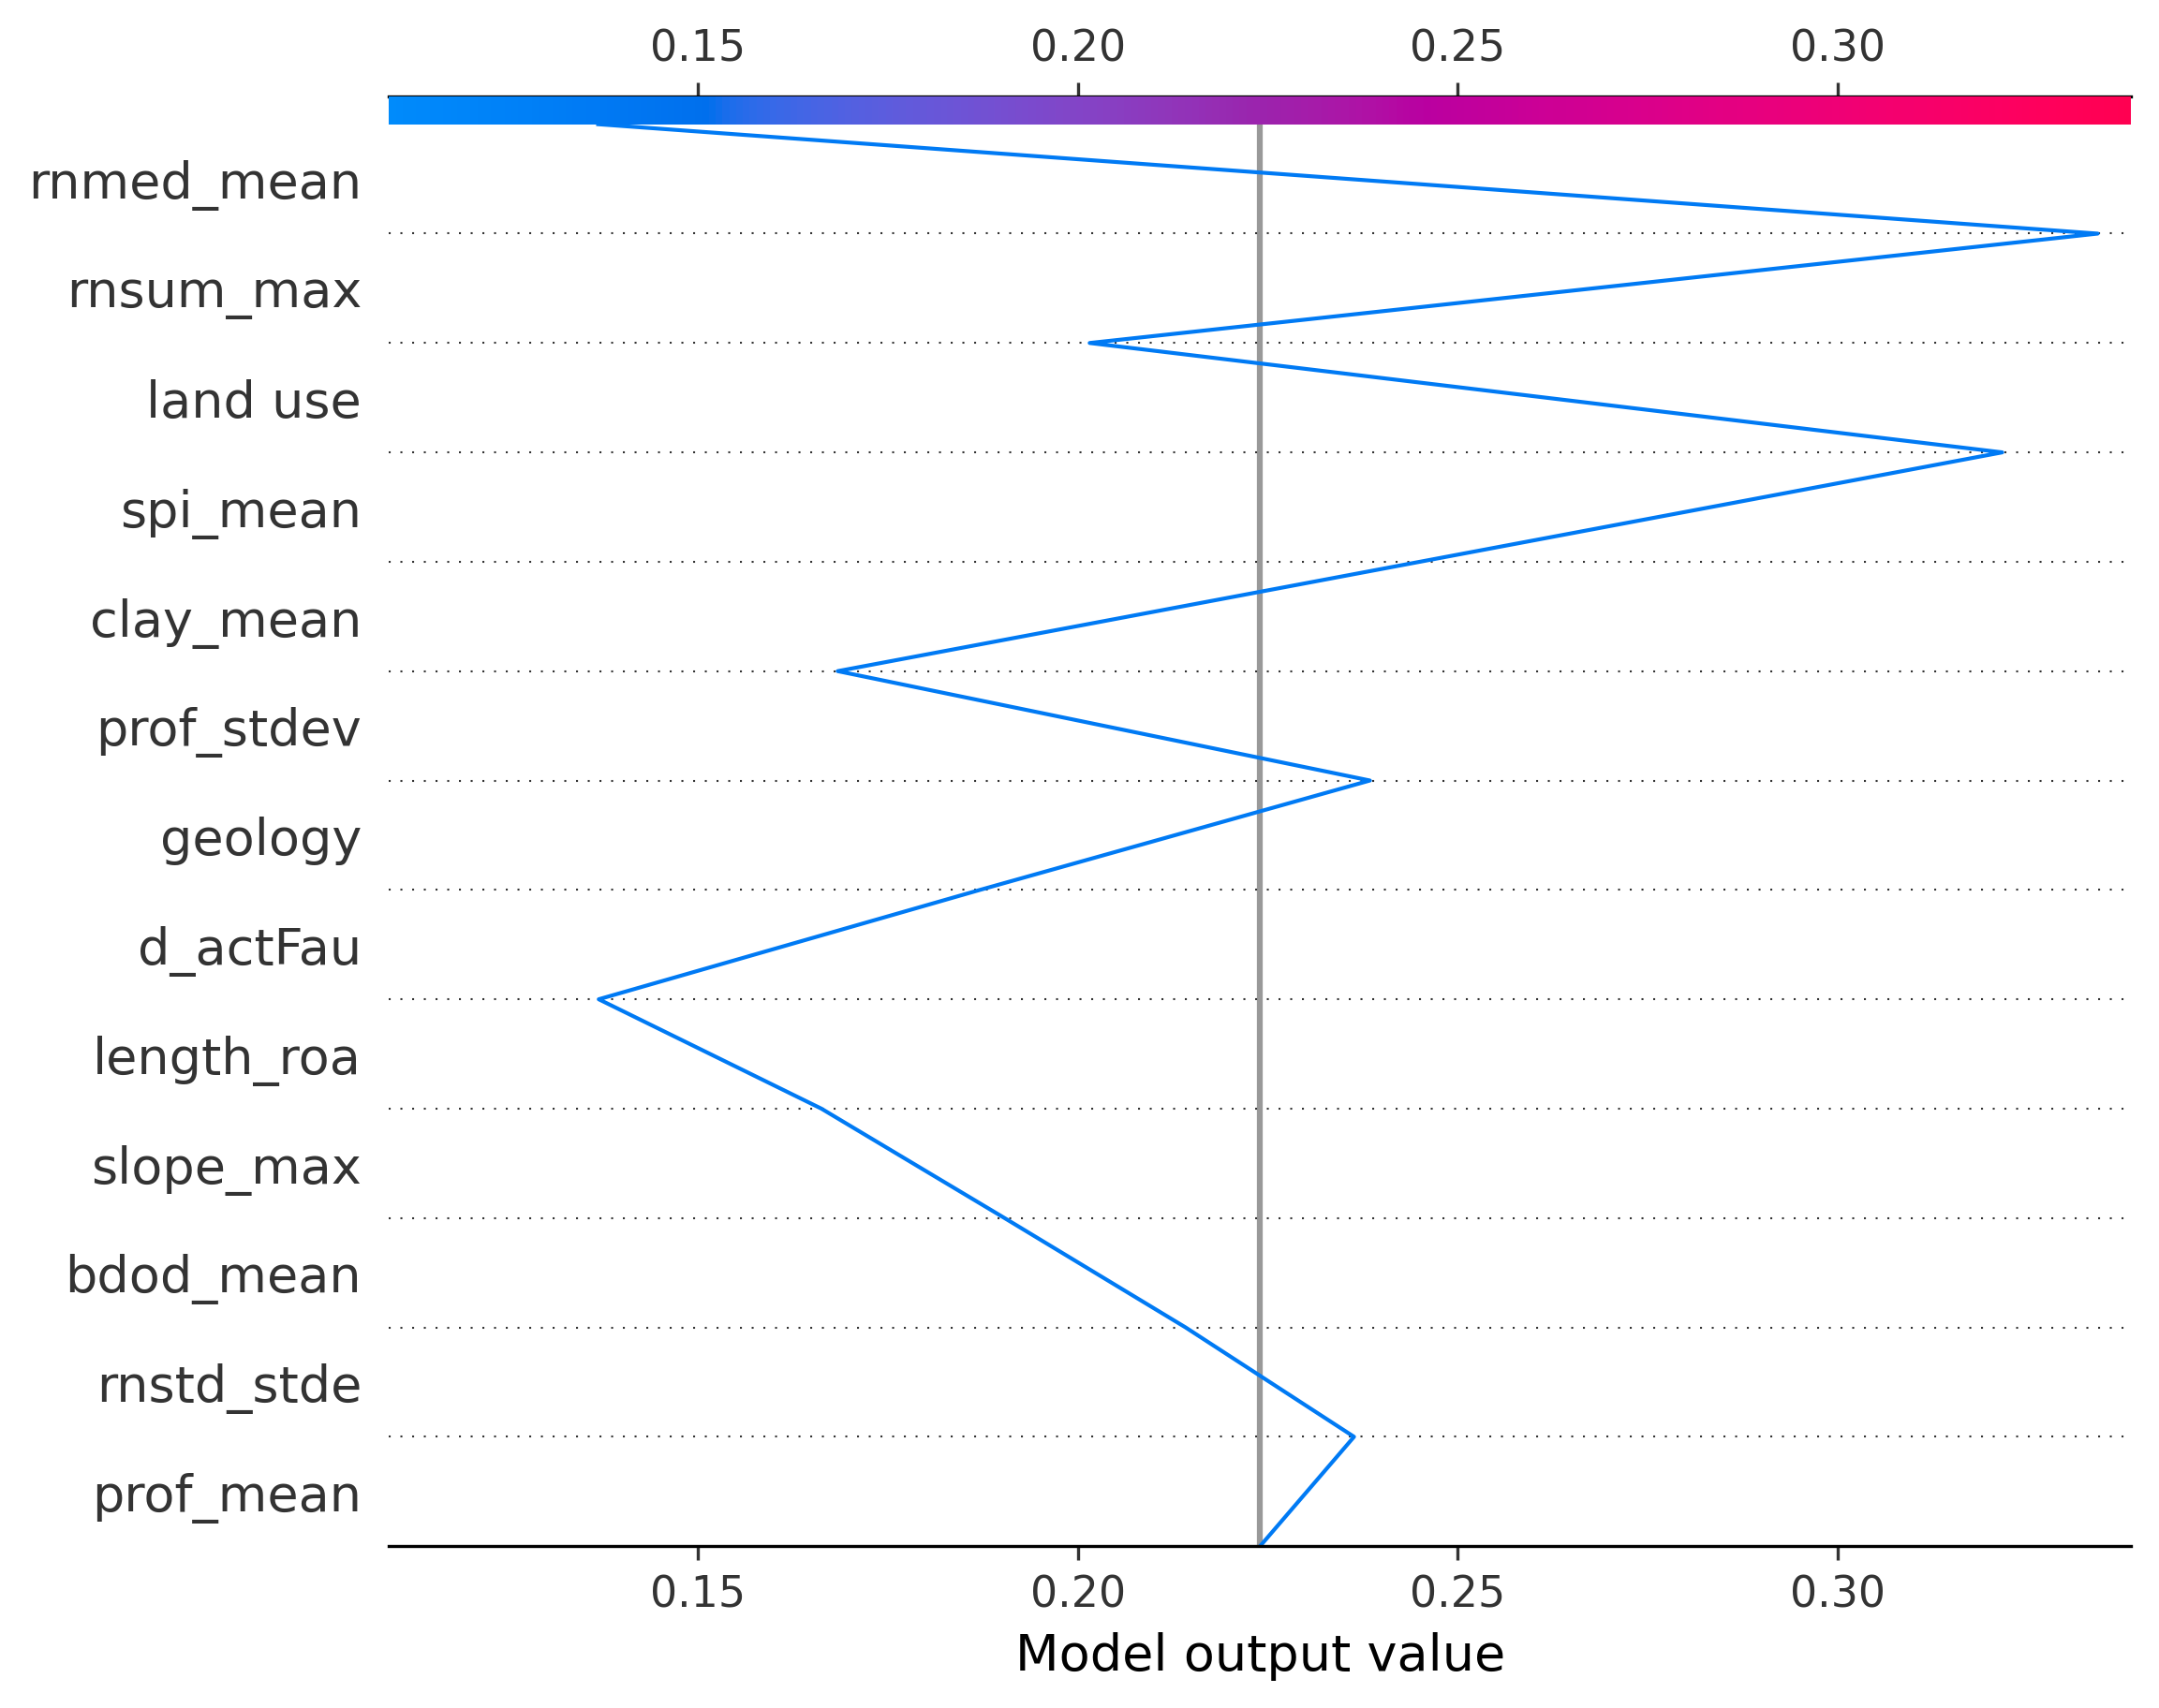 0.15 0.20 0.25 0.30
rnmed_mean
rnsum_max
land use
spi_mean
clay_mean
prof_stdev
geology
d_actFau
length_roa
slope_max
bdod_mean
rnstd_stde
prof_mean
0.15 0.20 0.25 0.30
Model output value